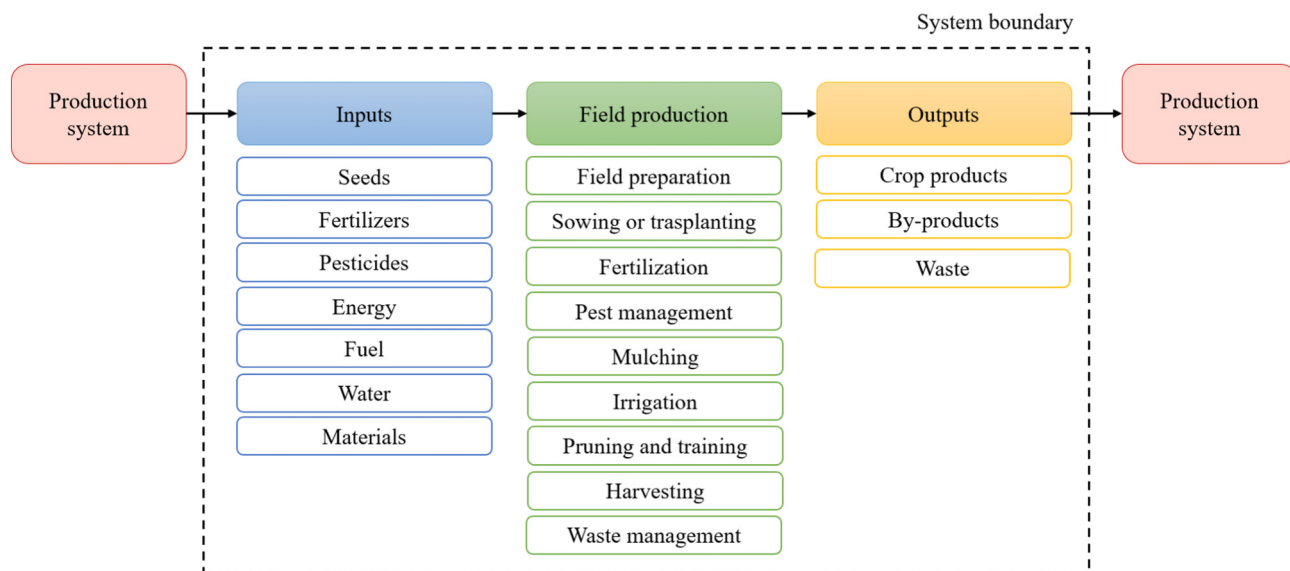 System boundary
Production
system
Inputs
Field production
Outputs
Production
system
Seeds
Fertilizers
Pesticides
Energy
Fuel
Water
Materials
Field preparation
Sowing or trasplanting
Fertilization
Pest management
Mulching
Irrigation
Pruning and training
Harvesting
Waste management
Crop products
By-products
Waste